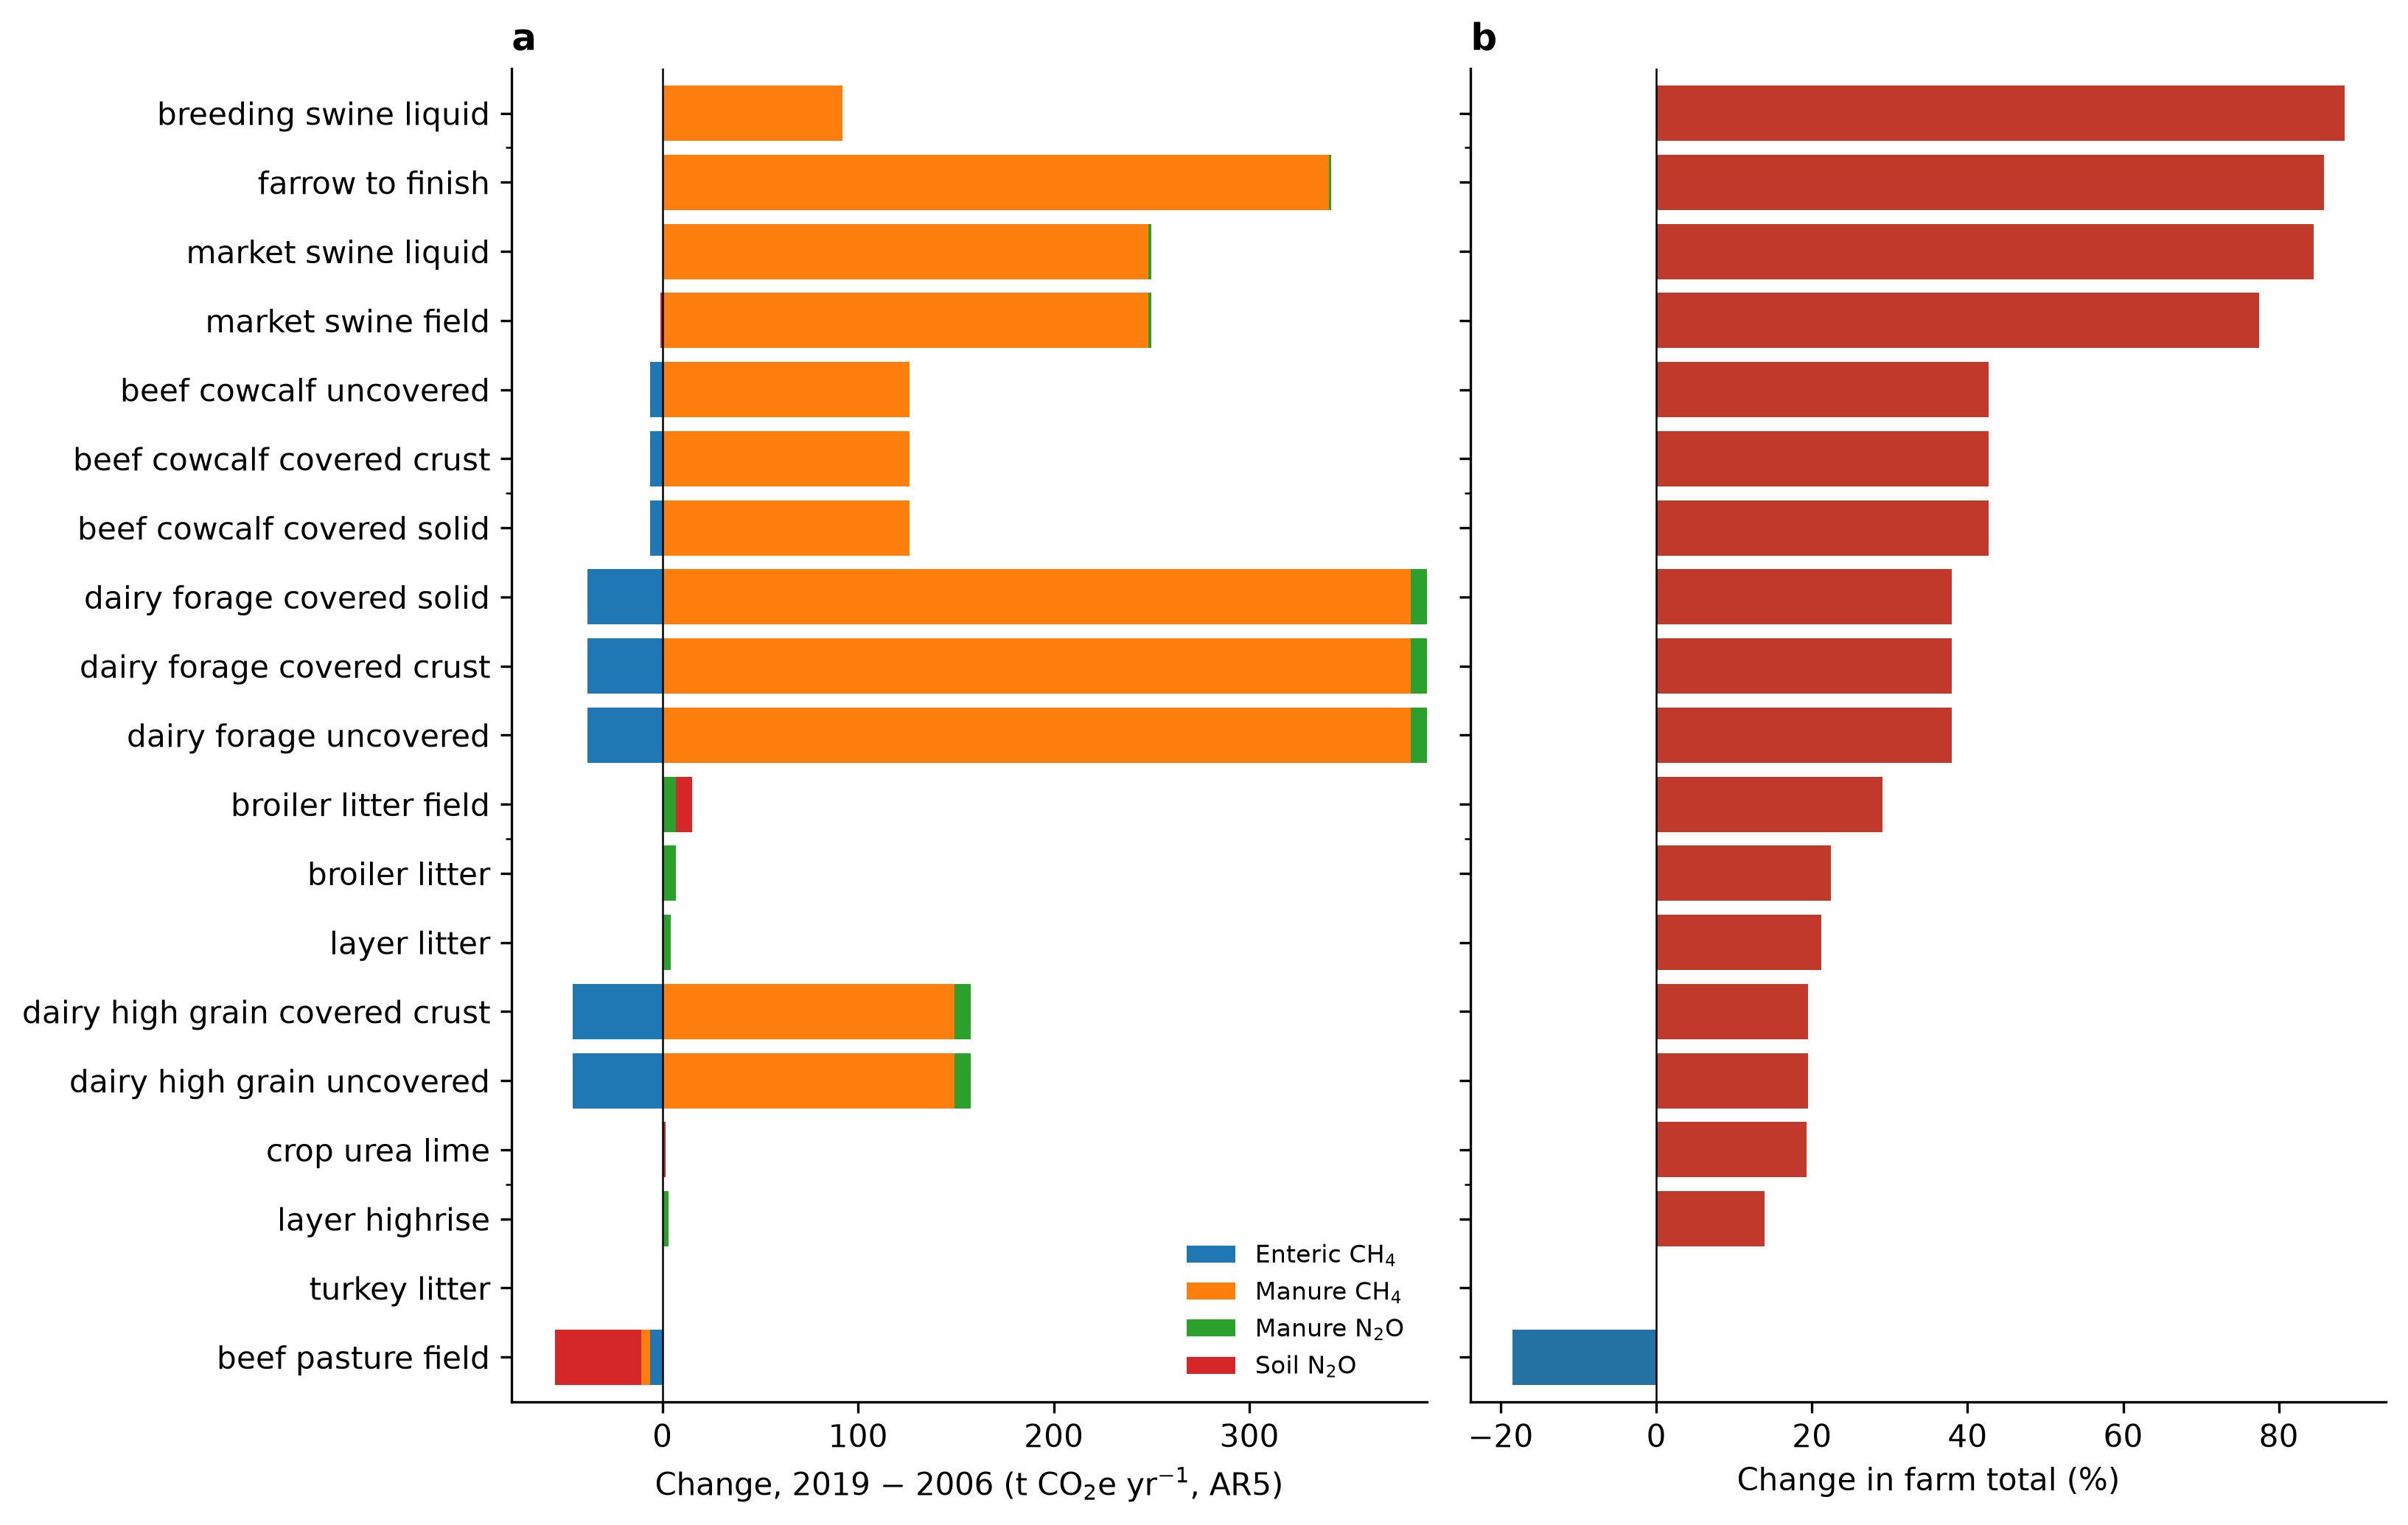 a
b
breeding swine liquid
farrow to finish
market swine liquid
market swine field
beef cowcalf uncovered
beef cowcalf covered crust
beef cowcalf covered solid
dairy forage covered solid
dairy forage covered crust
dairy forage uncovered
broiler litter field
broiler litter
layer litter
dairy high grain covered crust
dairy high grain uncovered
crop urea lime
layer highrise
turkey litter
beef pasture field
Enteric CH₄
Manure CH₄
Manure N₂O
Soil N₂O
0 100 200 300
−20 0 20 40 60 80
Change, 2019 − 2006 (t CO₂e yr⁻¹, AR5)
Change in farm total (%)